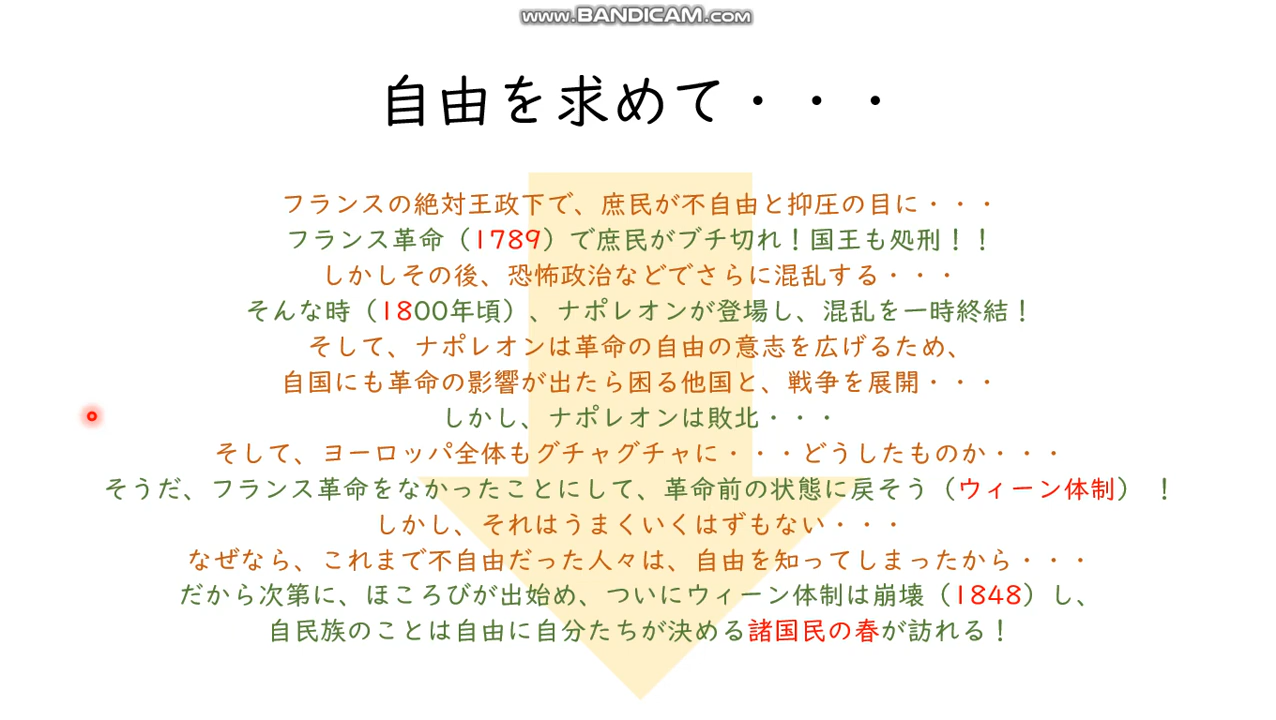 www.BANDICAM.com
自由を求めて・・・
フランスの絶対王政下で、庶民が不自由と抑圧の目に・・・
フランス革命（1789）で庶民がブチ切れ！国王も処刑！！
しかしその後、恐怖政治などでさらに混乱する・・・
そんな時（1800年頃）、ナポレオンが登場し、混乱を一時終結！
そして、ナポレオンは革命の自由の意志を広げるため、
自国にも革命の影響が出たら困る他国と、戦争を展開・・・
しかし、ナポレオンは敗北・・・
そして、ヨーロッパ全体もグチャグチャに・・・どうしたものか・・・
そうだ、フランス革命をなかったことにして、革命前の状態に戻そう（ウィーン体制）！
しかし、それはうまくいくはずもない・・・
なぜなら、これまで不自由だった人々は、自由を知ってしまったから・・・
だから次第に、ほころびが出始め、ついにウィーン体制は崩壊（1848）し、
自民族のことは自由に自分たちが決める諸国民の春が訪れる！